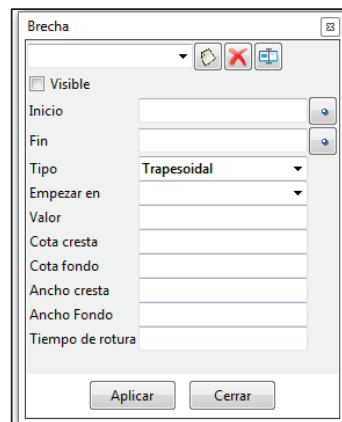 Brecha
Visible
Inicio
Fin
Tipo Trapesoidal
Empezar en
Valor
Cota cresta
Cota fondo
Ancho cresta
Ancho Fondo
Tiempo de rotura
Aplicar Cerrar